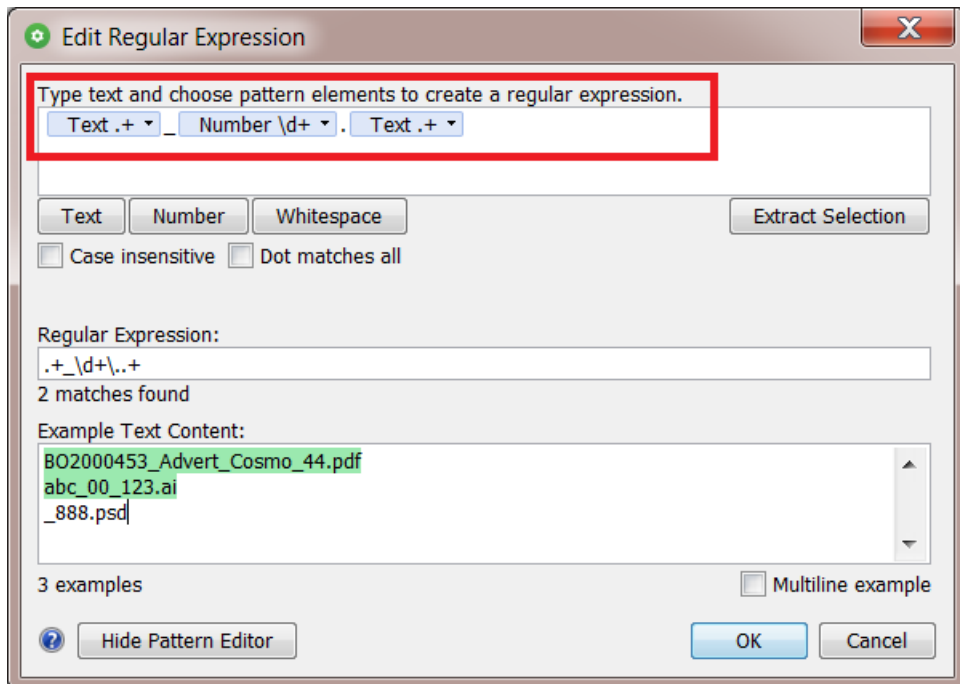 Edit Regular Expression
Type text and choose pattern elements to create a regular expression.
Text .+ _ Number \d+ . Text .+
Text Number Whitespace Extract Selection
Case insensitive Dot matches all
Regular Expression:
.+_\d+\..+
2 matches found
Example Text Content:
BO2000453_Advert_Cosmo_44.pdf
abc_00_123.ai
_888.psd
3 examples Multiline example
? Hide Pattern Editor OK Cancel